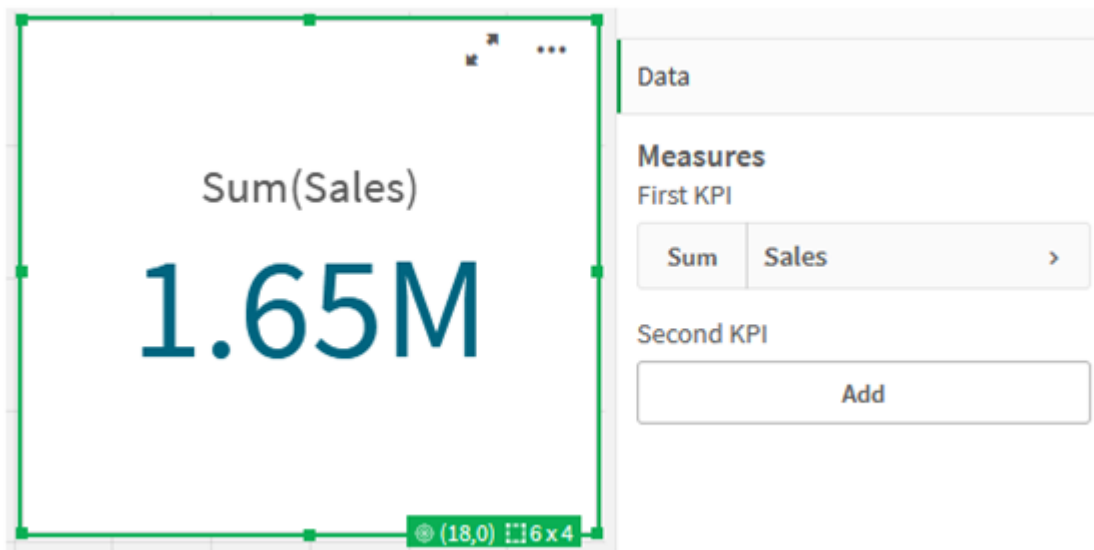 Sum(Sales)
1.65M
(18,0) 6 x 4
Data
Measures
First KPI
Sum Sales
Second KPI
Add